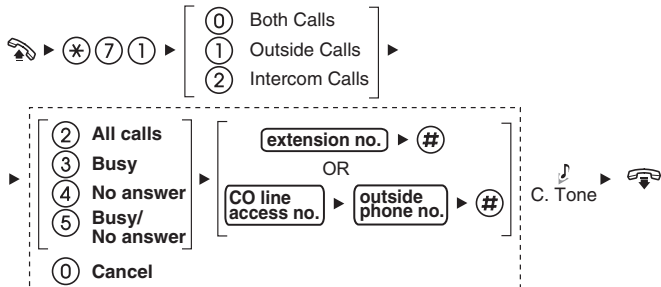 0 Both Calls
* 7 1 1 Outside Calls
2 Intercom Calls
2 All calls
3 Busy
4 No answer
5 Busy/
No answer
0 Cancel
extension no. #
OR
CO line
access no.
outside
phone no.
#
C. Tone